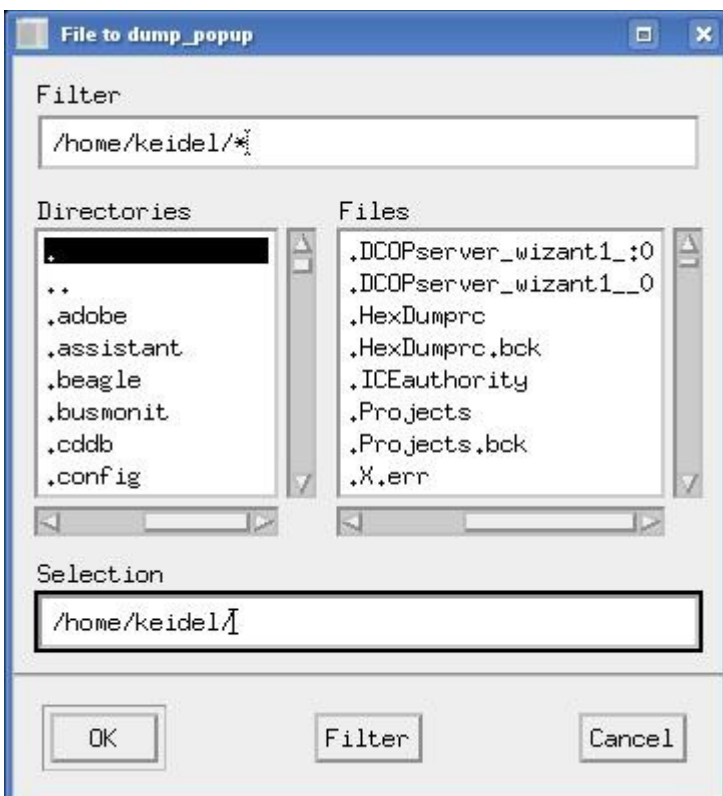 File to dump_popup
Filter
/home/keidel/*
Directories
.
..
.adobe
.assistant
.beagle
.busmonit
.cddb
.config
Files
.DCOPserver_wizant1_:0
.DCOPserver_wizant1__0
.HexDumprc
.HexDumprc.bck
.ICEauthority
.Projects
.Projects.bck
.X.err
Selection
/home/keidel/
OK
Filter
Cancel